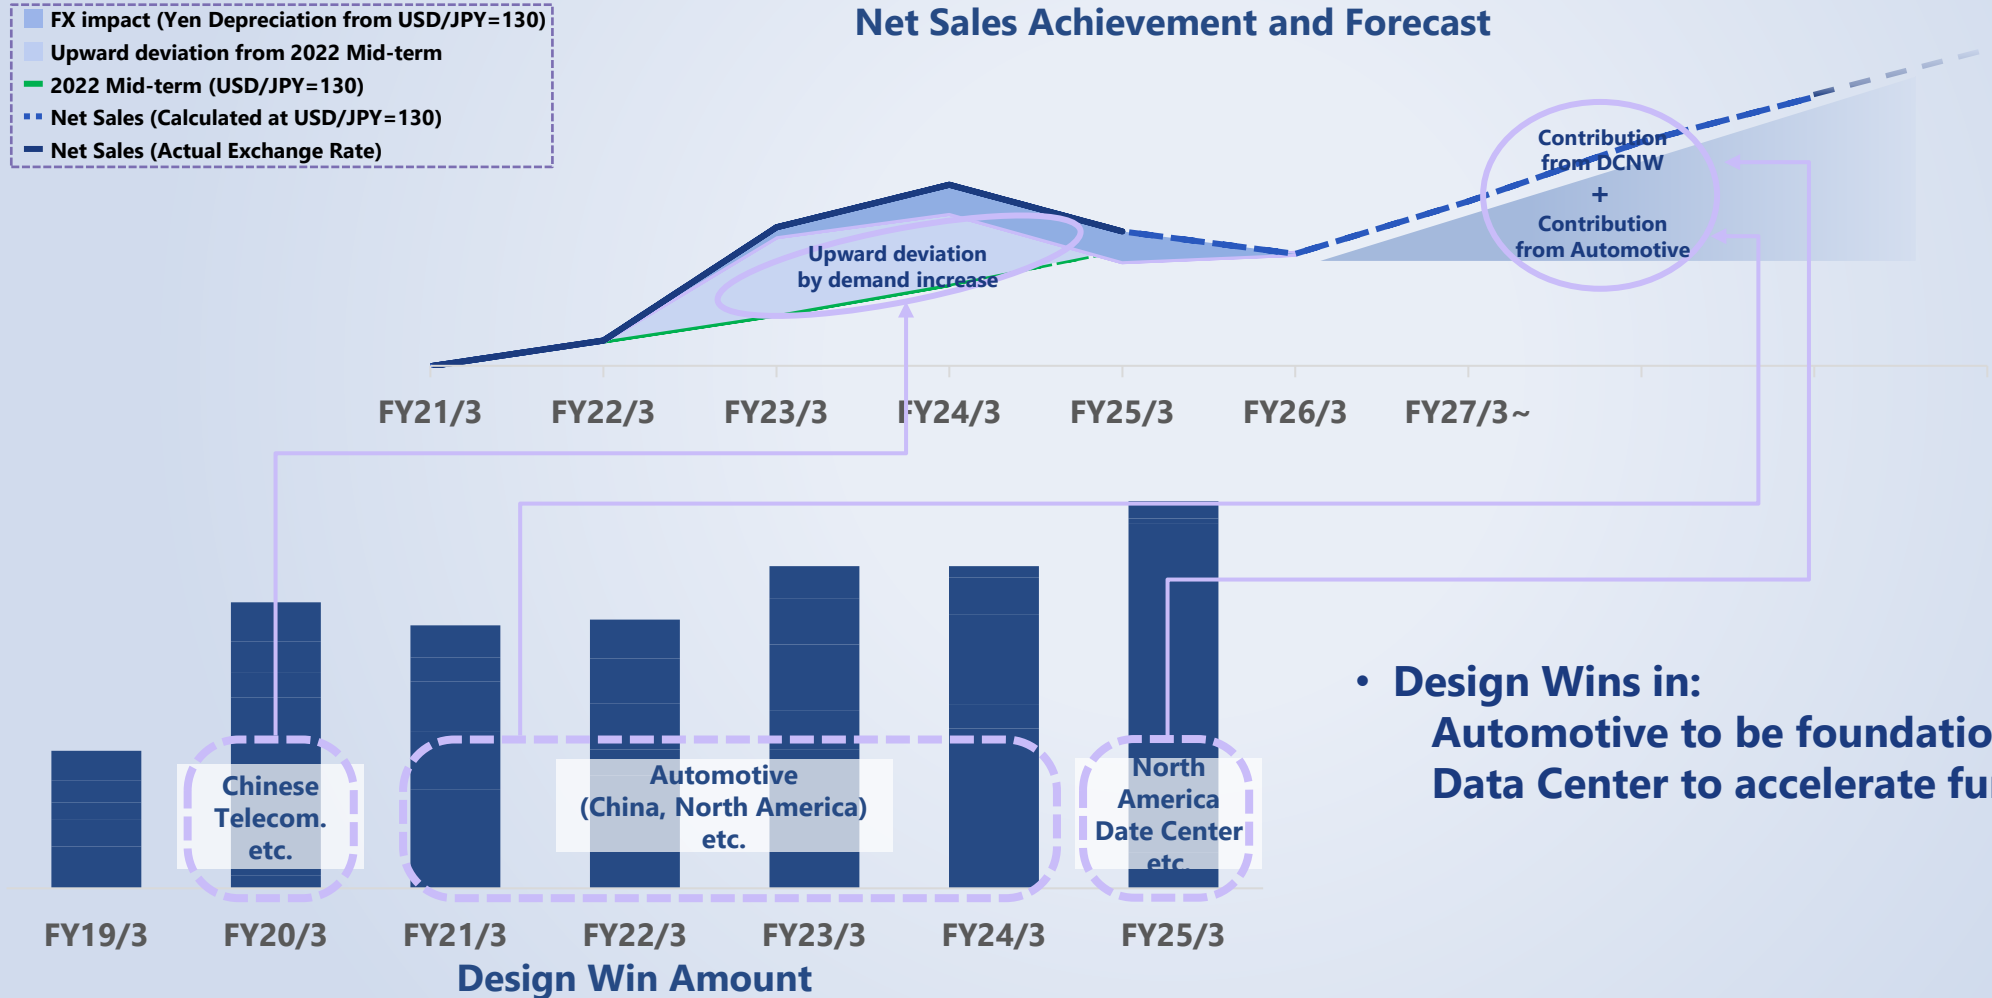 FX impact (Yen Depreciation from USD/JPY=130)
Upward deviation from 2022 Mid-term
2022 Mid-term (USD/JPY=130)
Net Sales (Calculated at USD/JPY=130)
Net Sales (Actual Exchange Rate)
Net Sales Achievement and Forecast
Contribution
from DCNW
+
Contribution
from Automotive
Upward deviation
by demand increase
FY21/3 FY22/3 FY23/3 FY24/3 FY25/3 FY26/3 FY27/3~
• Design Wins in:
Automotive to be
Data Center to accelerate
Chinese
Telecom.
etc.
Automotive
(China, North America)
etc.
North
America
Date Center
etc.
FY19/3 FY20/3 FY21/3 FY22/3 FY23/3 FY24/3 FY25/3
Design Win Amount